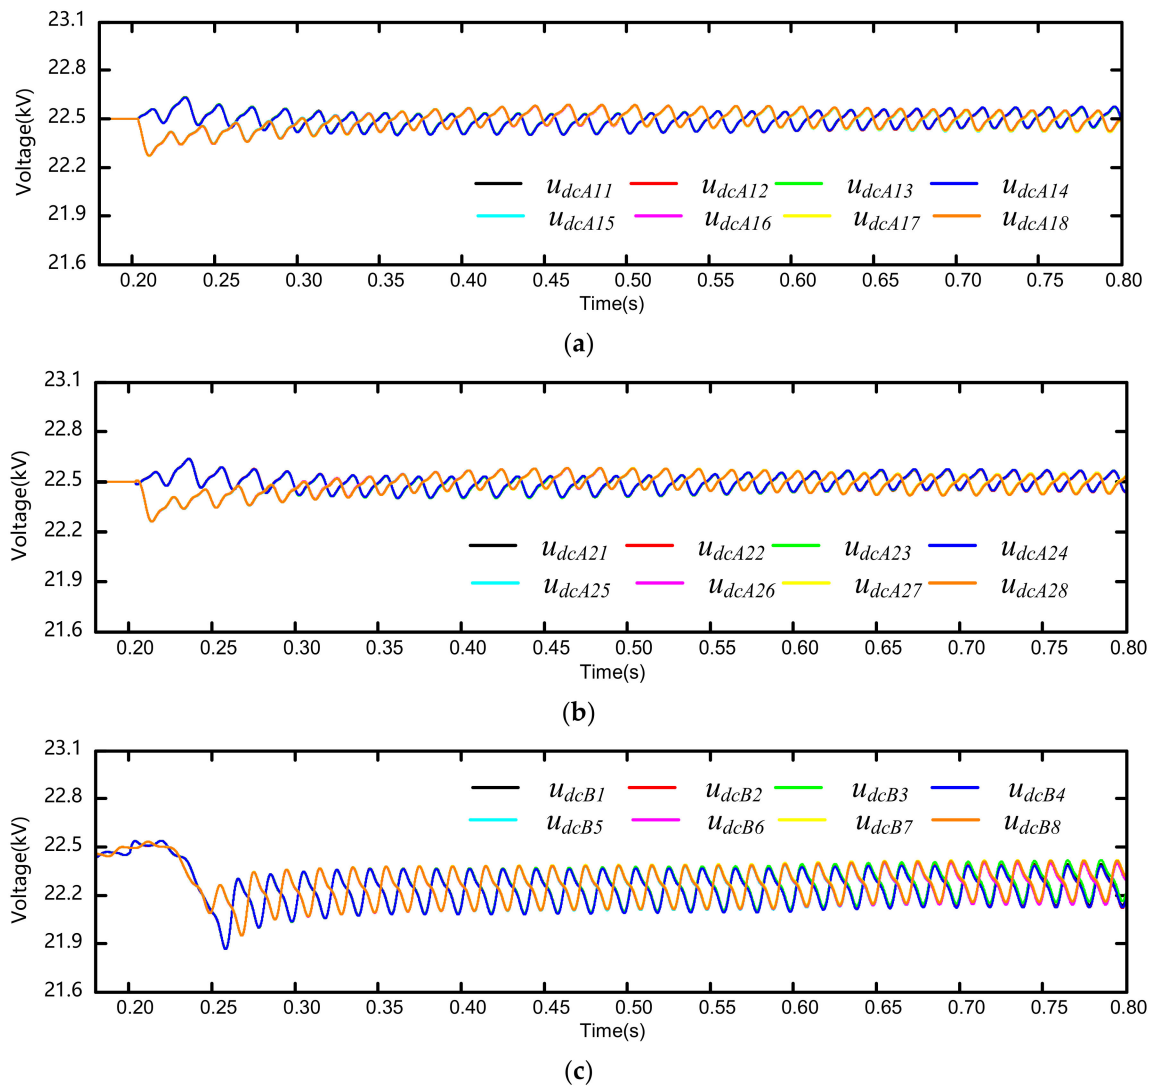 23.1
22.8
22.5
22.2
21.9
21.6
Voltage(kV)
u_dcA11 u_dcA12 u_dcA13 u_dcA14
u_dcA15 u_dcA16 u_dcA17 u_dcA18
0.20 0.25 0.30 0.35 0.40 0.45 0.50 0.55 0.60 0.65 0.70 0.75 0.80
Time(s)
(a)
23.1
22.8
22.5
22.2
21.9
21.6
Voltage(kV)
u_dcA21 u_dcA22 u_dcA23 u_dcA24
u_dcA25 u_dcA26 u_dcA27 u_dcA28
0.20 0.25 0.30 0.35 0.40 0.45 0.50 0.55 0.60 0.65 0.70 0.75 0.80
Time(s)
(b)
23.1
22.8
22.5
22.2
21.9
21.6
Voltage(kV)
u_dcB1 u_dcB2 u_dcB3 u_dcB4
u_dcB5 u_dcB6 u_dcB7 u_dcB8
0.20 0.25 0.30 0.35 0.40 0.45 0.50 0.55 0.60 0.65 0.70 0.75 0.80
Time(s)
(c)